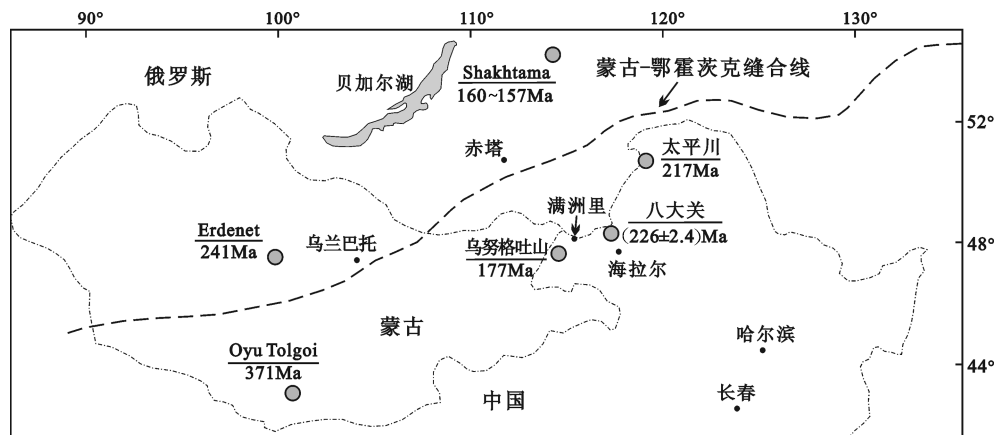 90° 100° 110° 120° 130°
俄罗斯
贝加尔湖
Shakhtama
160~157Ma
蒙古-鄂霍茨克缝合线
52°
赤塔
太平川
217Ma
满洲里
八大关
(226±2.4)Ma
Erdenet
241Ma
乌兰巴托
乌努格吐山
177Ma
48°
海拉尔
蒙古
哈尔滨
Oyu Tolgoi
371Ma
44°
中国
长春